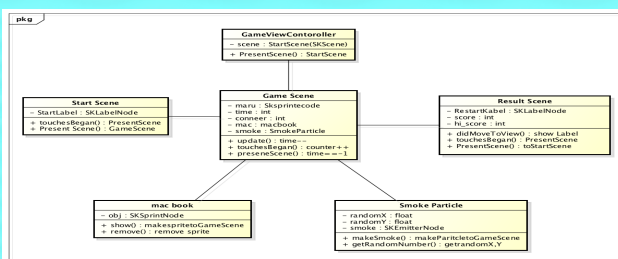 pkg
GameViewContoroller
− scene : StartScene(SKScene)
+ PresentScene() : StartScene
Start Scene
− StartLabel : SKLabelNode
+ touchesBegan() : PresentScene
+ Present Scene() : GameScene
Game Scene
− maru : Sksprintecode
− time : int
− conneer : int
− mac : macbook
− smoke : SmokeParticle
+ update() : time−−
+ touchesBegan() : counter++
+ preseneScene() : time==−1
Result Scene
− RestartKabel : SKLabelNode
− score : int
− hi_score : int
+ didMoveToView() : show Label
+ touchesBegan() : PresentScene
+ PresentScene() : toStartScene
mac book
− obj : SKSprintNode
+ show() : makespritetoGameScene
+ remove() : remove sprite
Smoke Particle
− randomX : float
− randomY : float
− smoke : SKEmitterNode
+ makeSmoke() : makeParitcletoGameScene
+ getRandomNumber() : getrandomX,Y